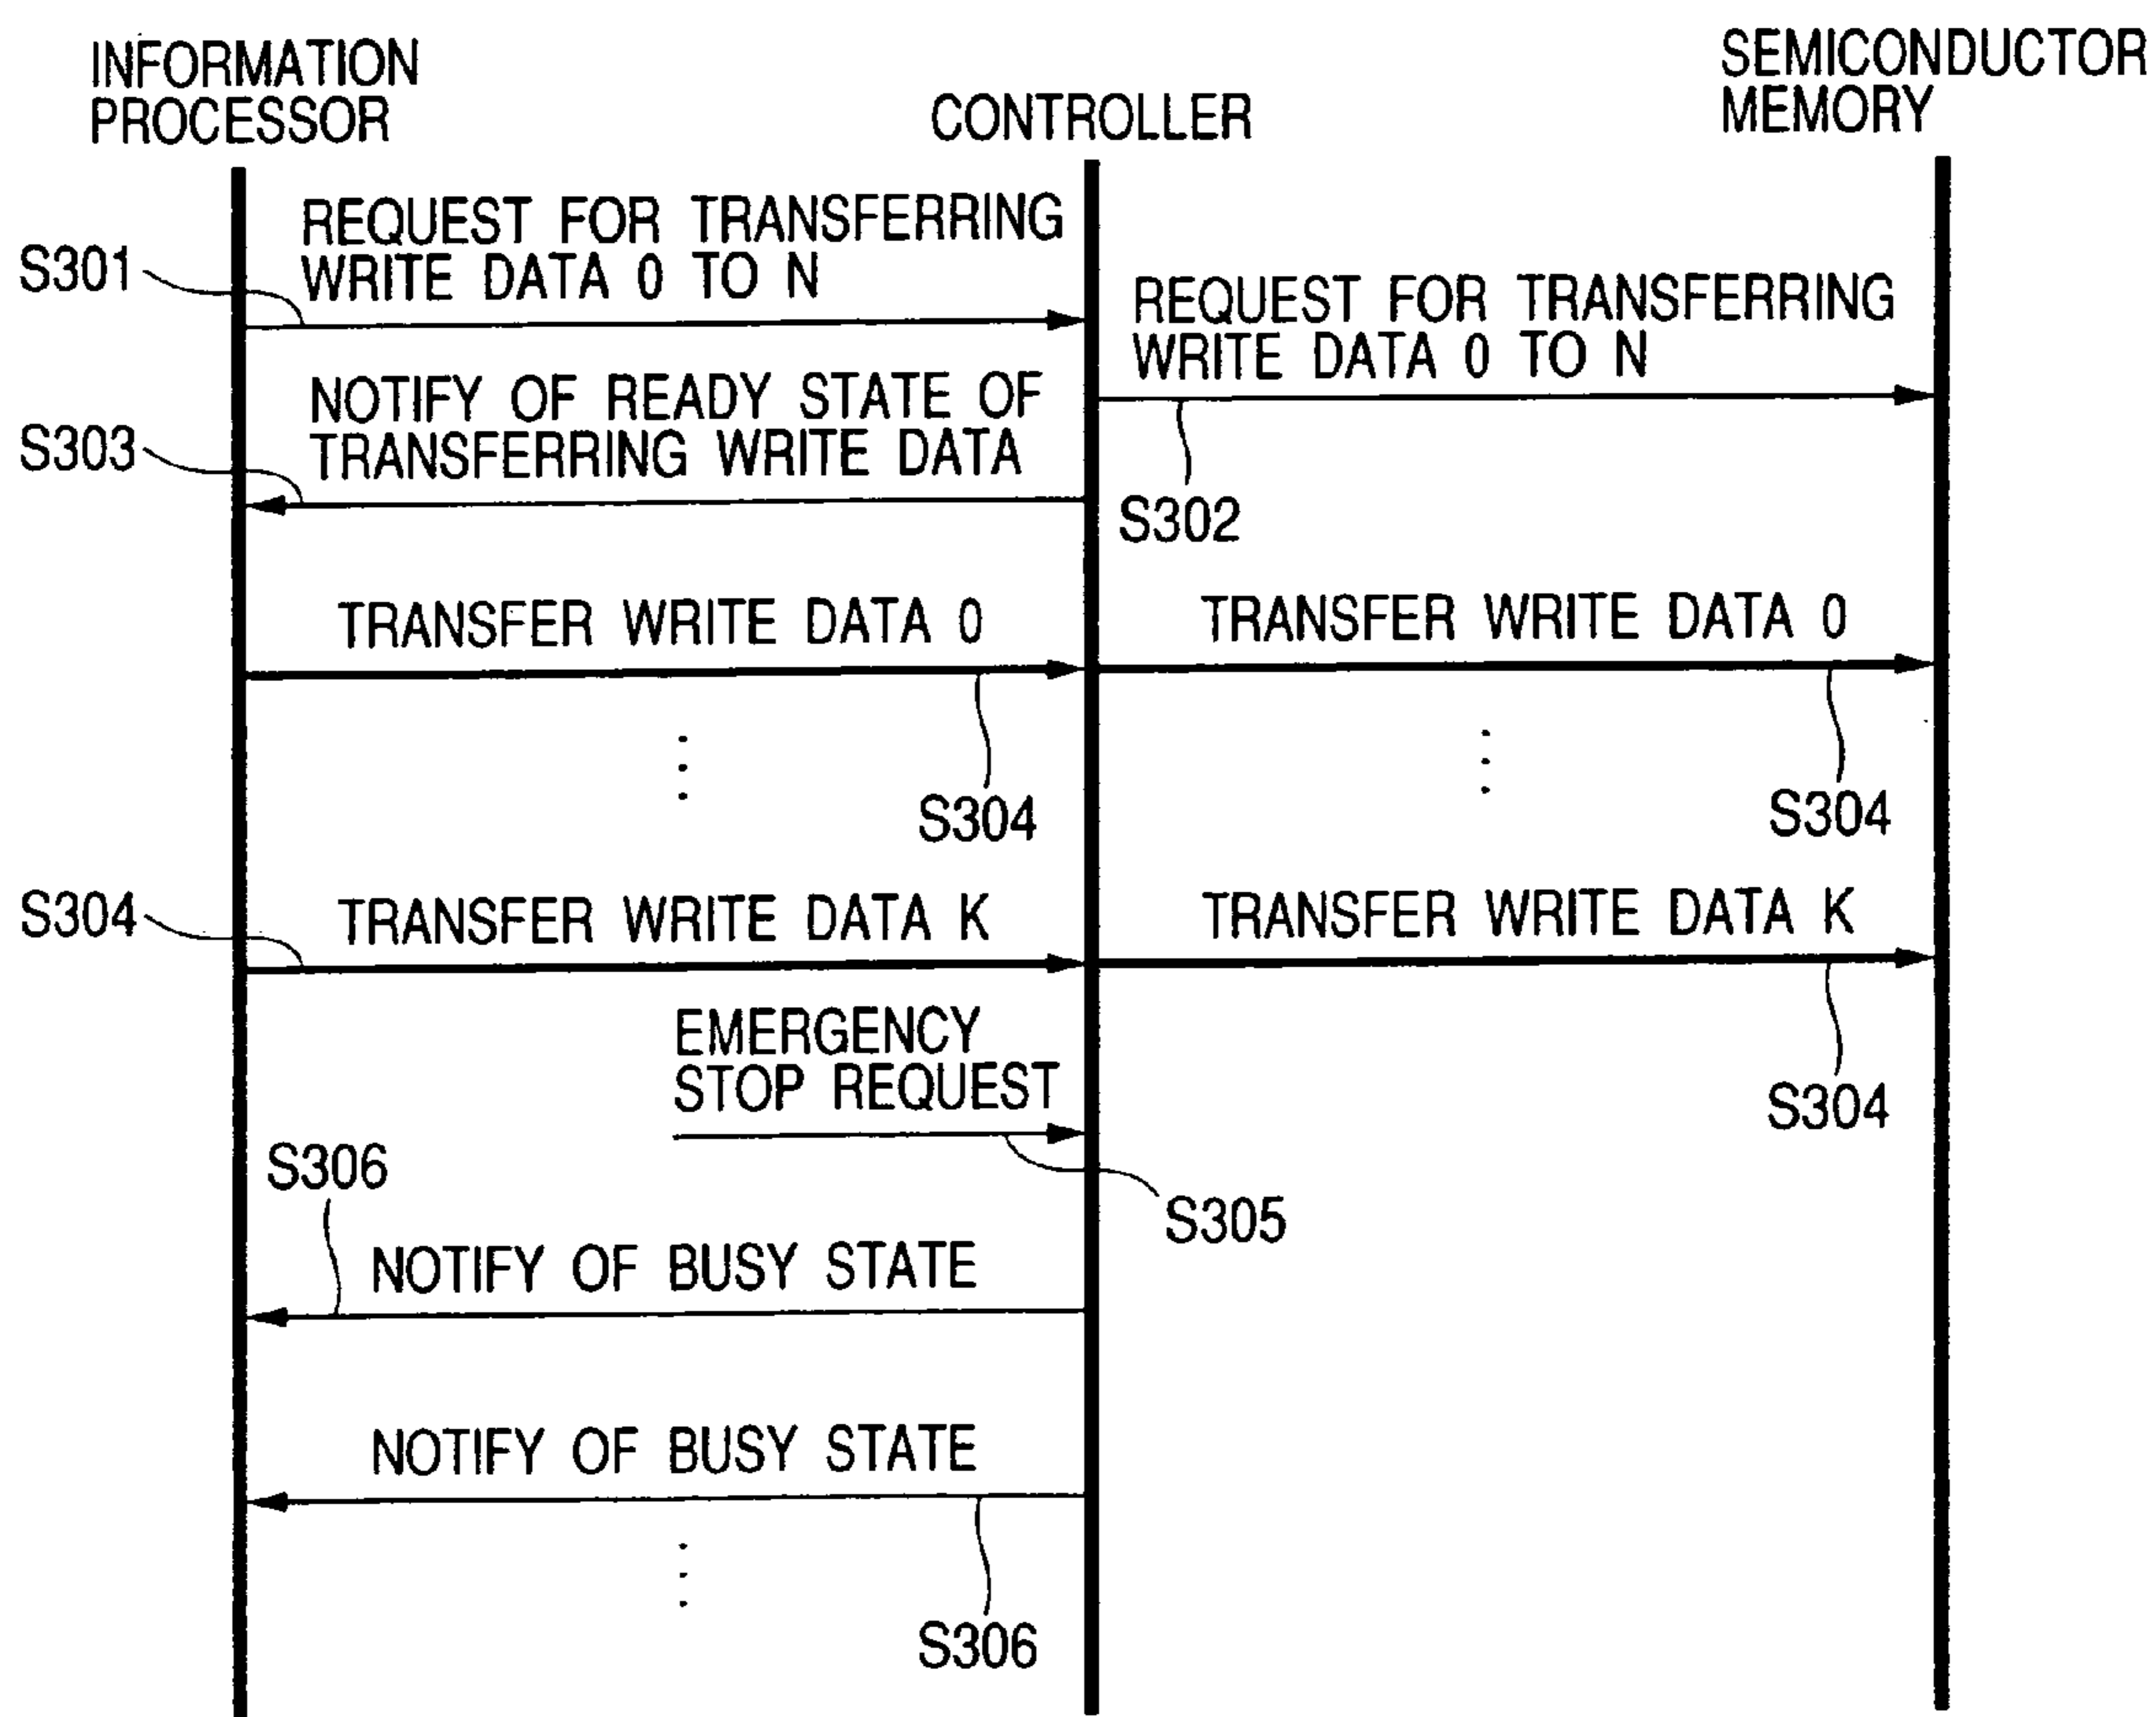 INFORMATION
PROCESSOR
CONTROLLER
SEMICONDUCTOR
MEMORY
S301
REQUEST FOR TRANSFERRING
WRITE DATA 0 TO N
REQUEST FOR TRANSFERRING
WRITE DATA 0 TO N
S302
S303
NOTIFY OF READY STATE OF
TRANSFERRING WRITE DATA
TRANSFER WRITE DATA 0
TRANSFER WRITE DATA 0
S304
S304
S304
TRANSFER WRITE DATA K
TRANSFER WRITE DATA K
S304
EMERGENCY
STOP REQUEST
S305
S306
NOTIFY OF BUSY STATE
NOTIFY OF BUSY STATE
S306